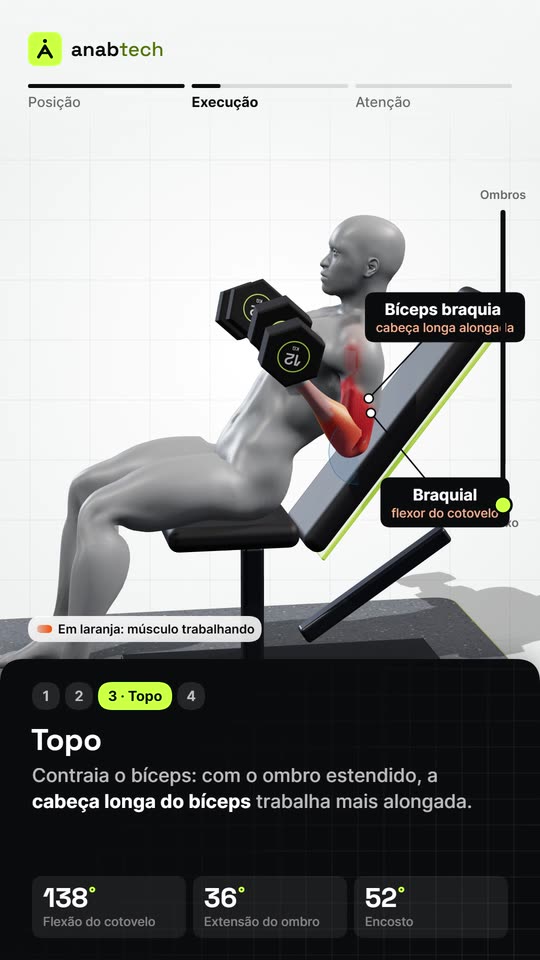 anabtech
Posição
Execução
Atenção
Ombros
12
KG
Bíceps braquia
cabeça longa alongada
Braquial
flexor do cotovelo
xo
Em laranja: músculo trabalhando
1
2
3 · Topo
4
Topo
Contraia o bíceps: com o ombro estendido, a
cabeça longa do bíceps trabalha mais alongada.
138°
Flexão do cotovelo
36°
Extensão do ombro
52°
Encosto